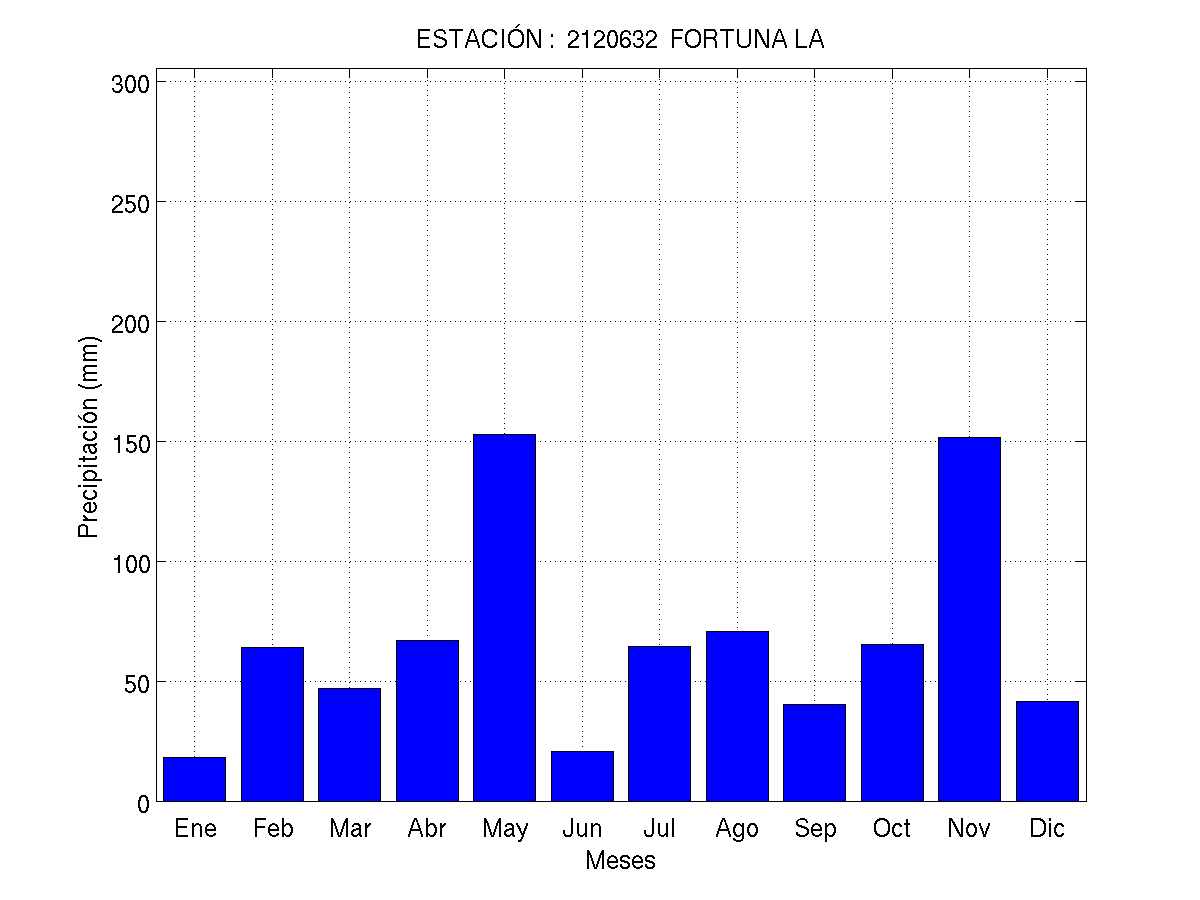 ESTACIÓN : 2120632 FORTUNA LA
300
250
200
150
100
50
0
Precipitación (mm)
Ene Feb Mar Abr May Jun Jul Ago Sep Oct Nov Dic
Meses